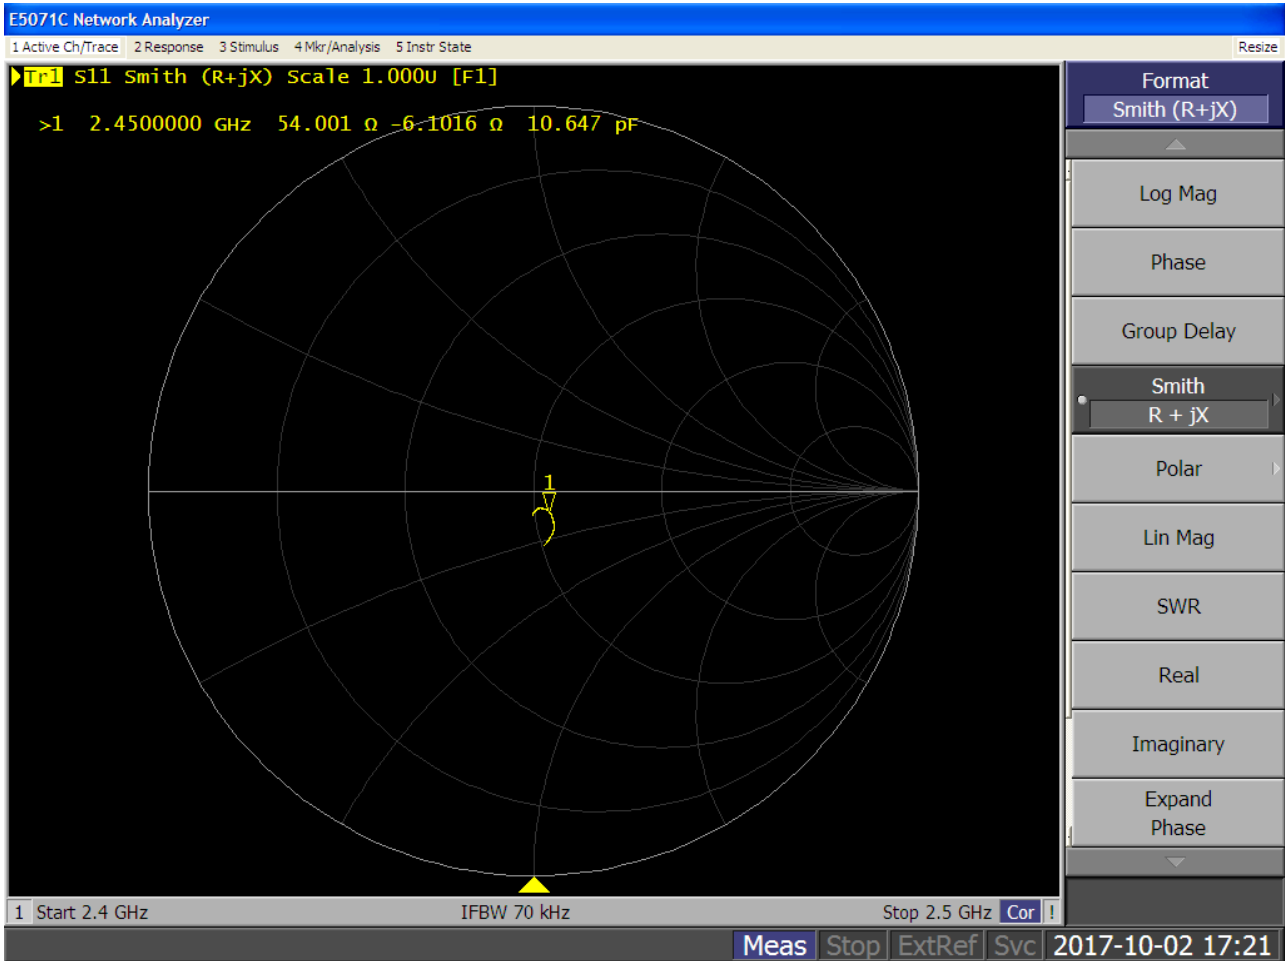 E5071C Network Analyzer
1 Active Ch/Trace 2 Response 3 Stimulus 4 Mkr/Analysis 5 Instr State Resize
Tr1 S11 Smith (R+jX) Scale 1.000U [F1]
>1 2.4500000 GHz 54.001 Ω -6.1016 Ω 10.647 pF
1
Format
Smith (R+jX)
Log Mag
Phase
Group Delay
Smith
R + jX
Polar
Lin Mag
SWR
Real
Imaginary
Expand
Phase
1 Start 2.4 GHz IFBW 70 kHz Stop 2.5 GHz Cor !
Meas Stop ExtRef Svc 2017-10-02 17:21